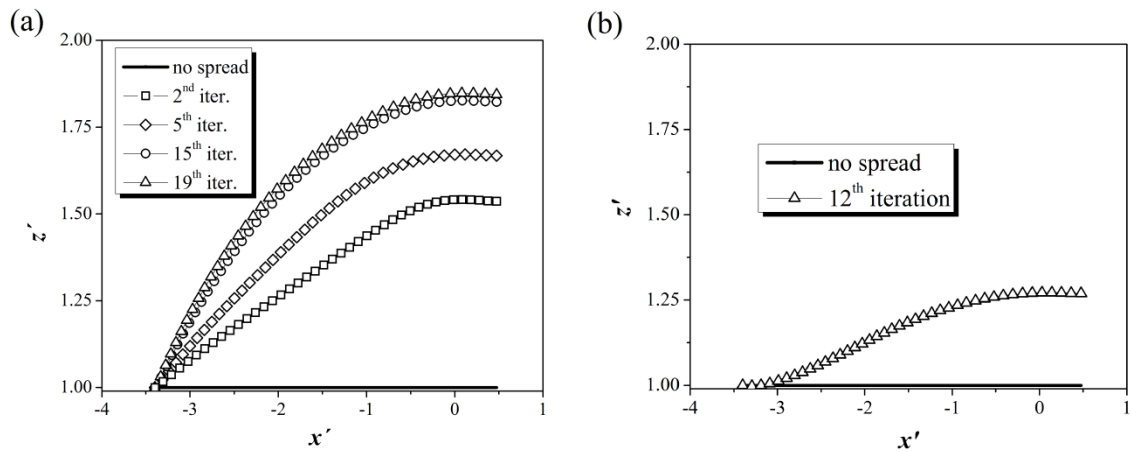 (a)
2.00
1.75
1.50
1.25
1.00
z´
no spread
2nd iter.
5th iter.
15th iter.
19th iter.
-4 -3 -2 -1 0 1
x´
(b)
2.00
1.75
1.50
1.25
1.00
z'
no spread
12th iteration
-4 -3 -2 -1 0 1
x'